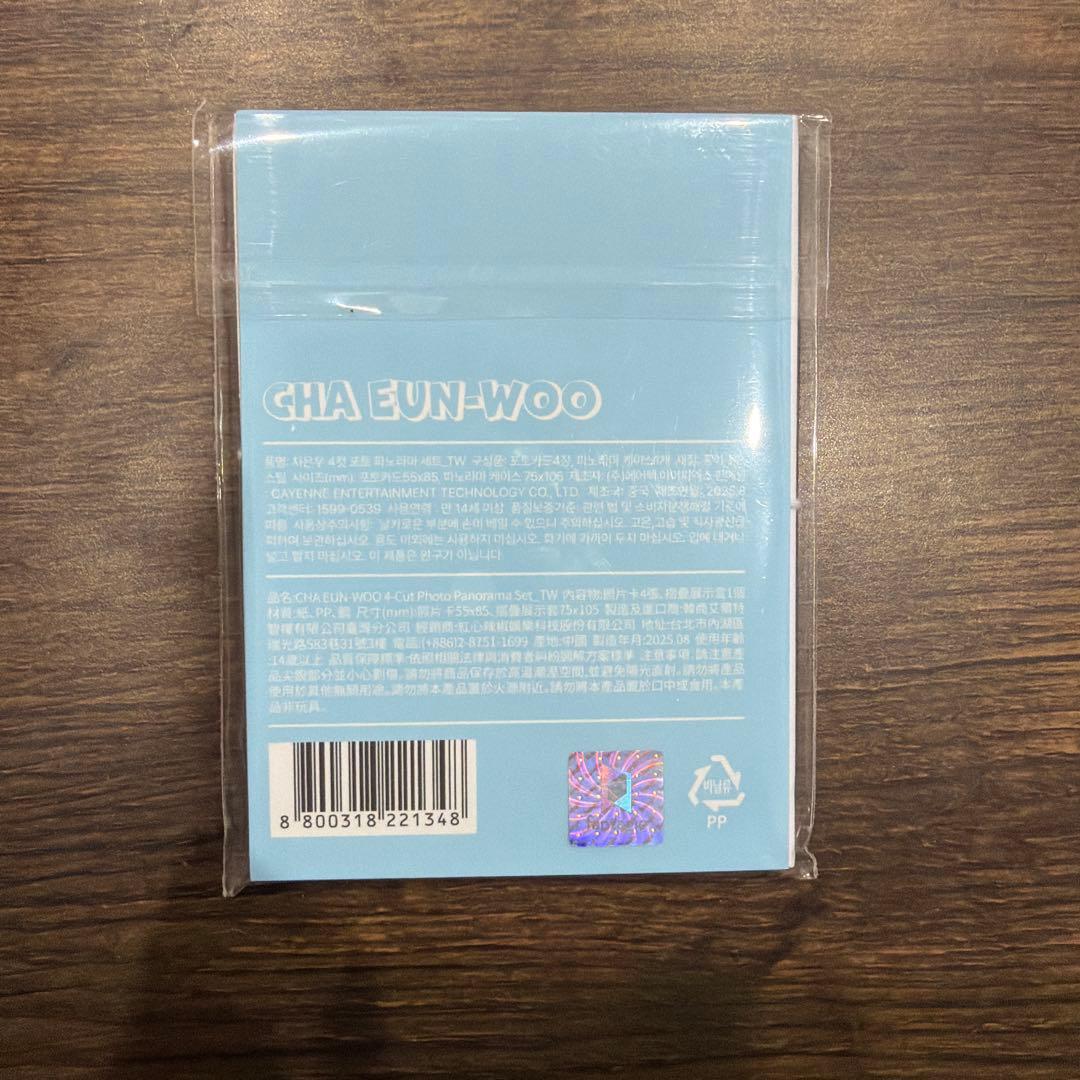 CHA EUN-WOO
품명: 차은우 4컷 포토 파노라마 세트_TW 구성품: 포토카드4장, 파노라마 케이스1개 재질: 종이
스틸 사이즈(mm): 포토카드55x85, 파노라마 케이스 75x106 제조자: (주)에어
CAYENNE ENTERTAINMENT TECHNOLOGY CO., LTD. 제조국: 중국 제조연월: 2025.8
고객센터: 1599-0539 사용연령: 만 14세 이상 품질보증기준: 관련 법 및 소비자분쟁해결 기준에
따름 사용상주의사항: 날카로운 부분에 손이 베일 수 있으니 주의하십시오. 고온,고습 및 직사광선을
피하여 보관하십시오. 용도 이외에는 사용하지 마십시오. 화기에 가까이 두지 마십시오. 입에 내거나
넣고 빨지 마십시오. 이 제품은 완구가 아닙니다
品名:CHA EUN-WOO 4-Cut Photo Panorama Set_TW 內容物:照片卡4張、摺疊展示盒1個
材質:紙、PP、鐵 尺寸(mm):照片卡55x85、摺疊展示套75x105 製造及進口商:韓商艾爾特
智權有限公司臺灣分公司 經銷商:紅心辣椒娛樂科技股份有限公司 地址:台北市內湖區
瑞光路583巷31號3樓 電話:(+886)2-8751-1699 產地:中國 製造年月:2025.08 使用年齡
:14歲以上 品質保障標準:依照相關法律與消費者糾紛調解方案標準 注意事項:請注意產
品尖銳部分並小心割傷。請勿將商品保存於高溫潮溼空間,並避免陽光直射。請勿將產品
使用於其他無關用途。請勿將本產品置於火源附近。請勿將本產品置於口中或食用。本產
品非玩具。
8 800318 221348
fantagio
비닐류
PP